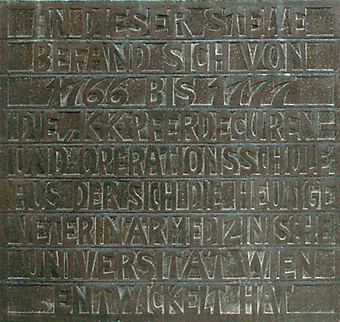 AN DIESER STELLE
BEFAND SICH VON
1766 BIS 1777
DIE KK PFERDECUREN=
UND OPERATIONSSCHULE
AUS DER SICH DIE HEUTIGE
VETERINÄRMEDIZINISCHE
UNIVERSITÄT WIEN
ENTWICKELT HAT